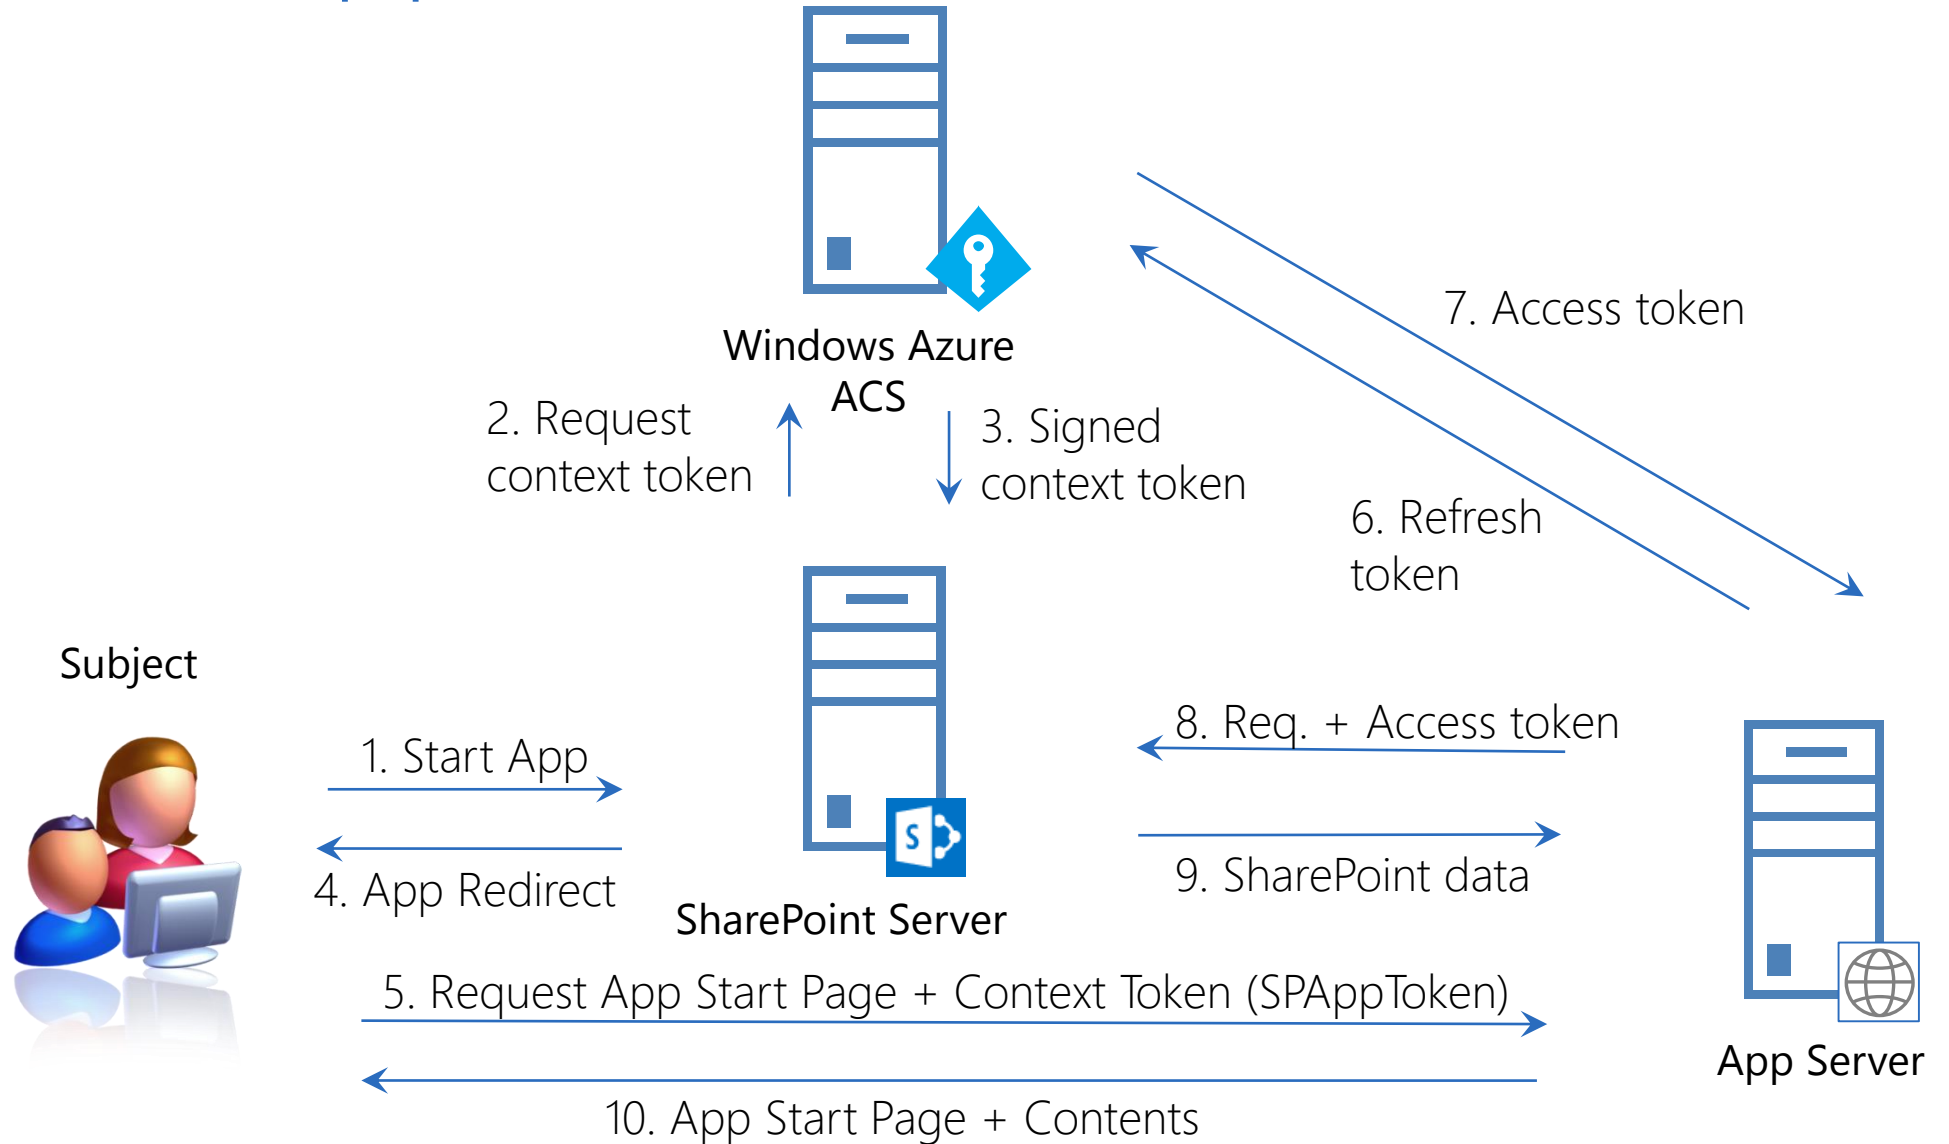 Windows Azure
ACS
7. Access token
2. Request
context token
3. Signed
context token
6. Refresh
token
Subject
1. Start App
8. Req. + Access token
4. App Redirect
S
9. SharePoint data
SharePoint Server
5. Request App Start Page + Context Token (SPAppToken)
App Server
10. App Start Page + Contents